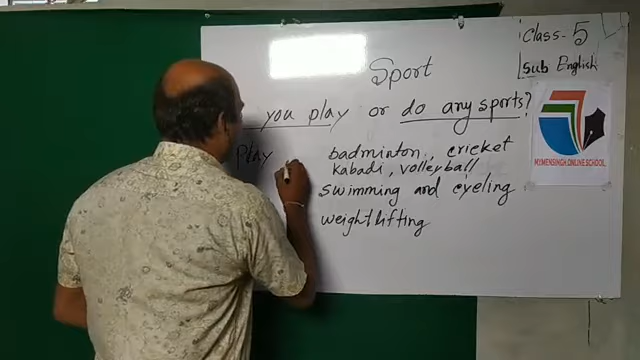 Class- 5
Sub English
Sport
you play or do any sports?
Play badminton, cricket
kabadi, volleyball
swimming and cyeling
weightlifting
MYMENSINGH ONLINE SCHOOL